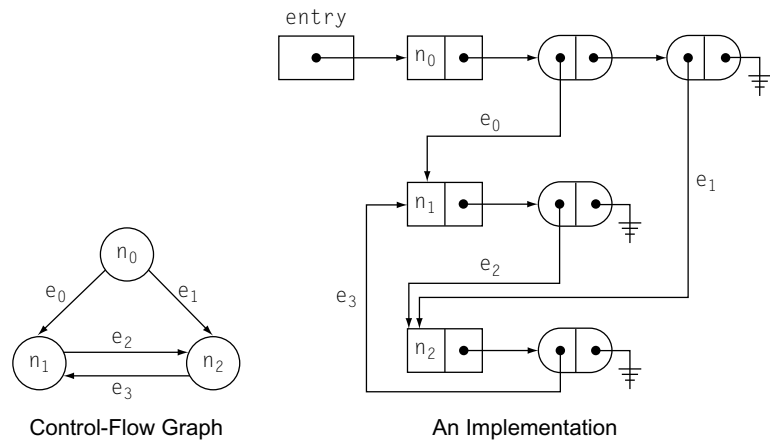 entry
n₀
e₀
n₁
e₁
e₂
e₃
n₂
n₀
e₀
e₁
n₁
e₂
n₂
e₃
Control-Flow Graph
An Implementation